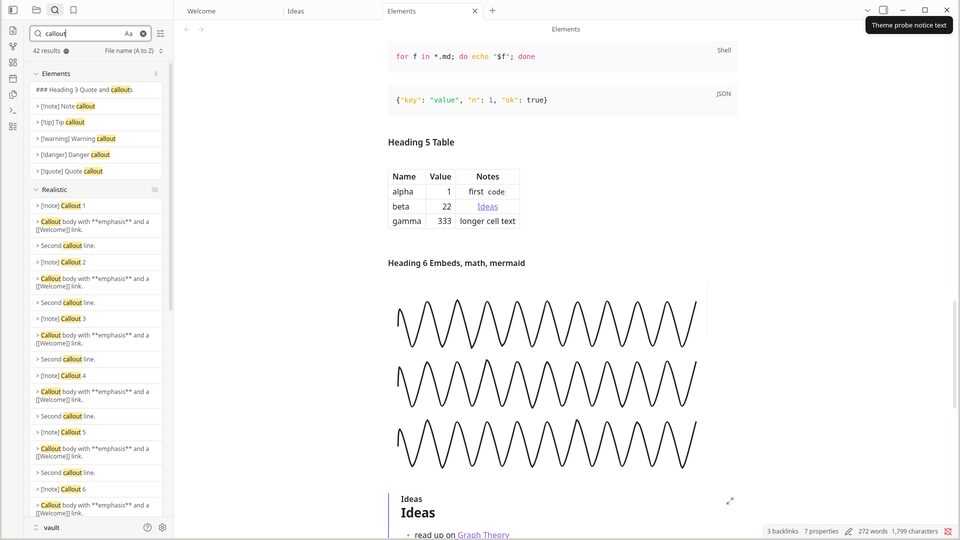 Welcome
Ideas
Elements
Theme probe notice text
callout
Aa
42 results
File name (A to Z)
Elements
6
### Heading 3 Quote and callouts
> [!note] Note callout
> [!tip] Tip callout
> [!warning] Warning callout
> [!danger] Danger callout
> [!quote] Quote callout
Realistic
36
> [!note] Callout 1
> Callout body with **emphasis** and a
[[Welcome]] link.
> Second callout line.
> [!note] Callout 2
> Callout body with **emphasis** and a
[[Welcome]] link.
> Second callout line.
> [!note] Callout 3
> Callout body with **emphasis** and a
[[Welcome]] link.
> Second callout line.
> [!note] Callout 4
> Callout body with **emphasis** and a
[[Welcome]] link.
> Second callout line.
> [!note] Callout 5
> Callout body with **emphasis** and a
[[Welcome]] link.
> Second callout line.
> [!note] Callout 6
> Callout body with **emphasis** and a
[[Welcome]] link.
vault
Elements
for f in *.md; do echo "$f"; done
Shell
{"key": "value", "n": 1, "ok": true}
JSON
Heading 5 Table
Name Value Notes
alpha 1 first code
beta 22 Ideas
gamma 333 longer cell text
Heading 6 Embeds, math, mermaid
Ideas
Ideas
• read up on Graph Theory
3 backlinks 7 properties 272 words 1,799 characters